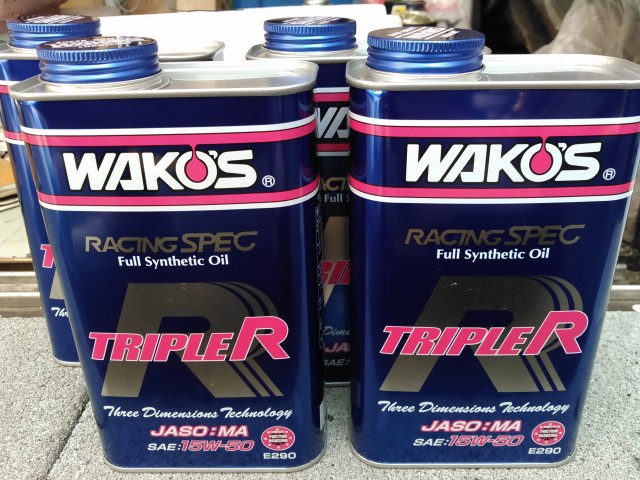 WAKO'S®
RACING SPEC
Full Synthetic Oil
TRIPLE R
Three Dimensions Technology
JASO:MA
SAE:15W-50
E290
WAKO'S®
RACING SPEC
Full Synthetic Oil
TRIPLE R
Three Dimensions Technology
JASO:MA
SAE:15W-50
E290